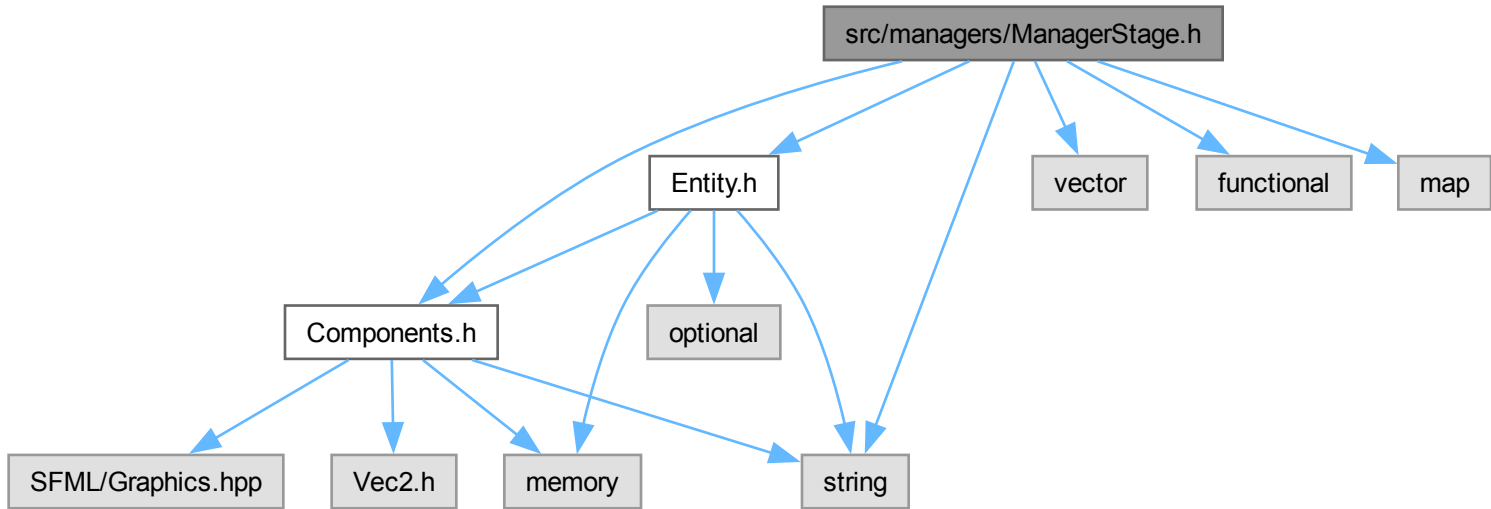 src/managers/ManagerStage.h
Entity.h
vector
functional
map
Components.h
optional
SFML/Graphics.hpp
Vec2.h
memory
string